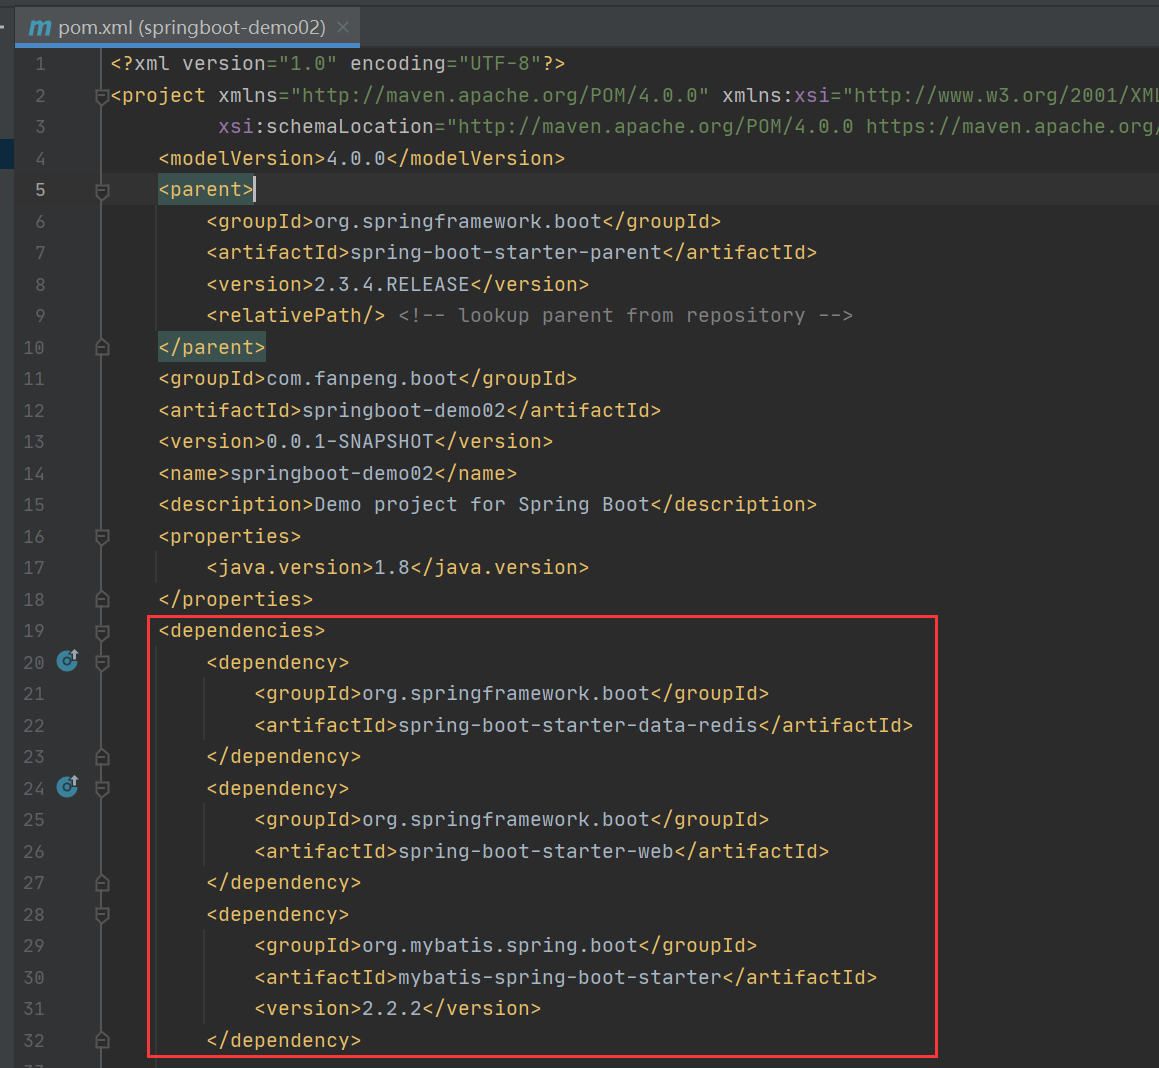 pom.xml (springboot-demo02)
1 <?xml version="1.0" encoding="UTF-8"?>
2 <project xmlns="http://maven.apache.org/POM/4.0.0" xmlns:xsi="http://www.w3.org/2001/XML
3 xsi:schemaLocation="http://maven.apache.org/POM/4.0.0 https://maven.apache.org/
4 <modelVersion>4.0.0</modelVersion>
5 <parent>
6 <groupId>org.springframework.boot</groupId>
7 <artifactId>spring-boot-starter-parent</artifactId>
8 <version>2.3.4.RELEASE</version>
9 <relativePath/> <!-- lookup parent from repository -->
10 </parent>
11 <groupId>com.fanpeng.boot</groupId>
12 <artifactId>springboot-demo02</artifactId>
13 <version>0.0.1-SNAPSHOT</version>
14 <name>springboot-demo02</name>
15 <description>Demo project for Spring Boot</description>
16 <properties>
17 <java.version>1.8</java.version>
18 </properties>
19 <dependencies>
20 <dependency>
21 <groupId>org.springframework.boot</groupId>
22 <artifactId>spring-boot-starter-data-redis</artifactId>
23 </dependency>
24 <dependency>
25 <groupId>org.springframework.boot</groupId>
26 <artifactId>spring-boot-starter-web</artifactId>
27 </dependency>
28 <dependency>
29 <groupId>org.mybatis.spring.boot</groupId>
30 <artifactId>mybatis-spring-boot-starter</artifactId>
31 <version>2.2.2</version>
32 </dependency>